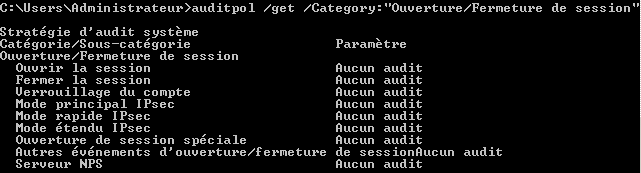 C:\Users\Administrateur>auditpol /get /Category:"Ouverture/Fermeture de session"
Stratégie d'audit système
Catégorie/Sous-catégorie Paramètre
Ouverture/Fermeture de session
Ouvrir la session Aucun audit
Fermer la session Aucun audit
Verrouillage du compte Aucun audit
Mode principal IPsec Aucun audit
Mode rapide IPsec Aucun audit
Mode étendu IPsec Aucun audit
Ouverture de session spéciale Aucun audit
Autres événements d'ouverture/fermeture de sessionAucun audit
Serveur NPS Aucun audit